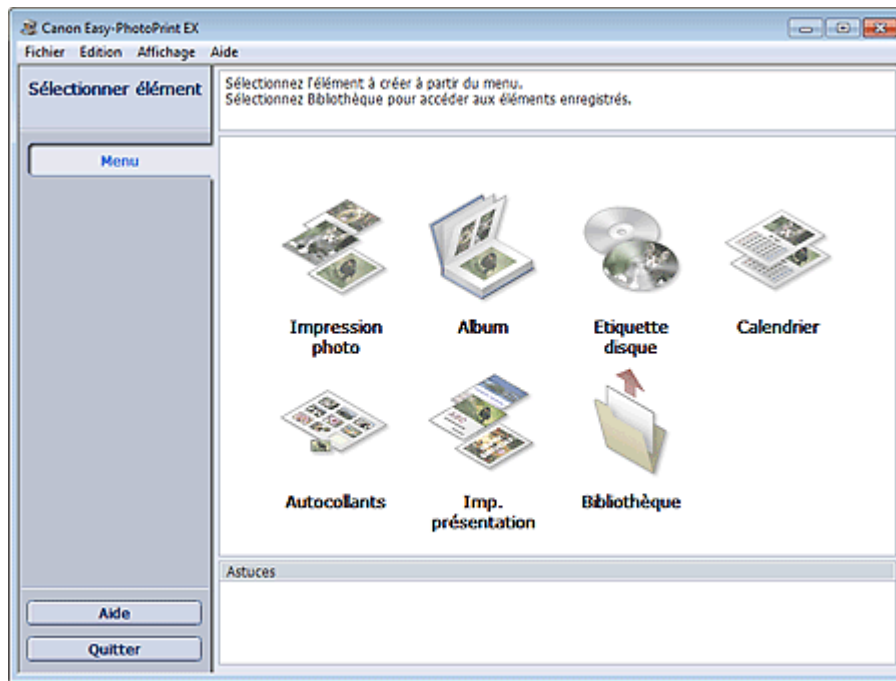 Canon Easy-PhotoPrint EX
Fichier Edition Affichage Aide
Sélectionner élément
Sélectionnez l'élément à créer à partir du menu.
Sélectionnez Bibliothèque pour accéder aux éléments enregistrés.
Menu
Impression
photo
Album
Etiquette
disque
Calendrier
Autocollants
Imp.
présentation
Bibliothèque
Astuces
Aide
Quitter